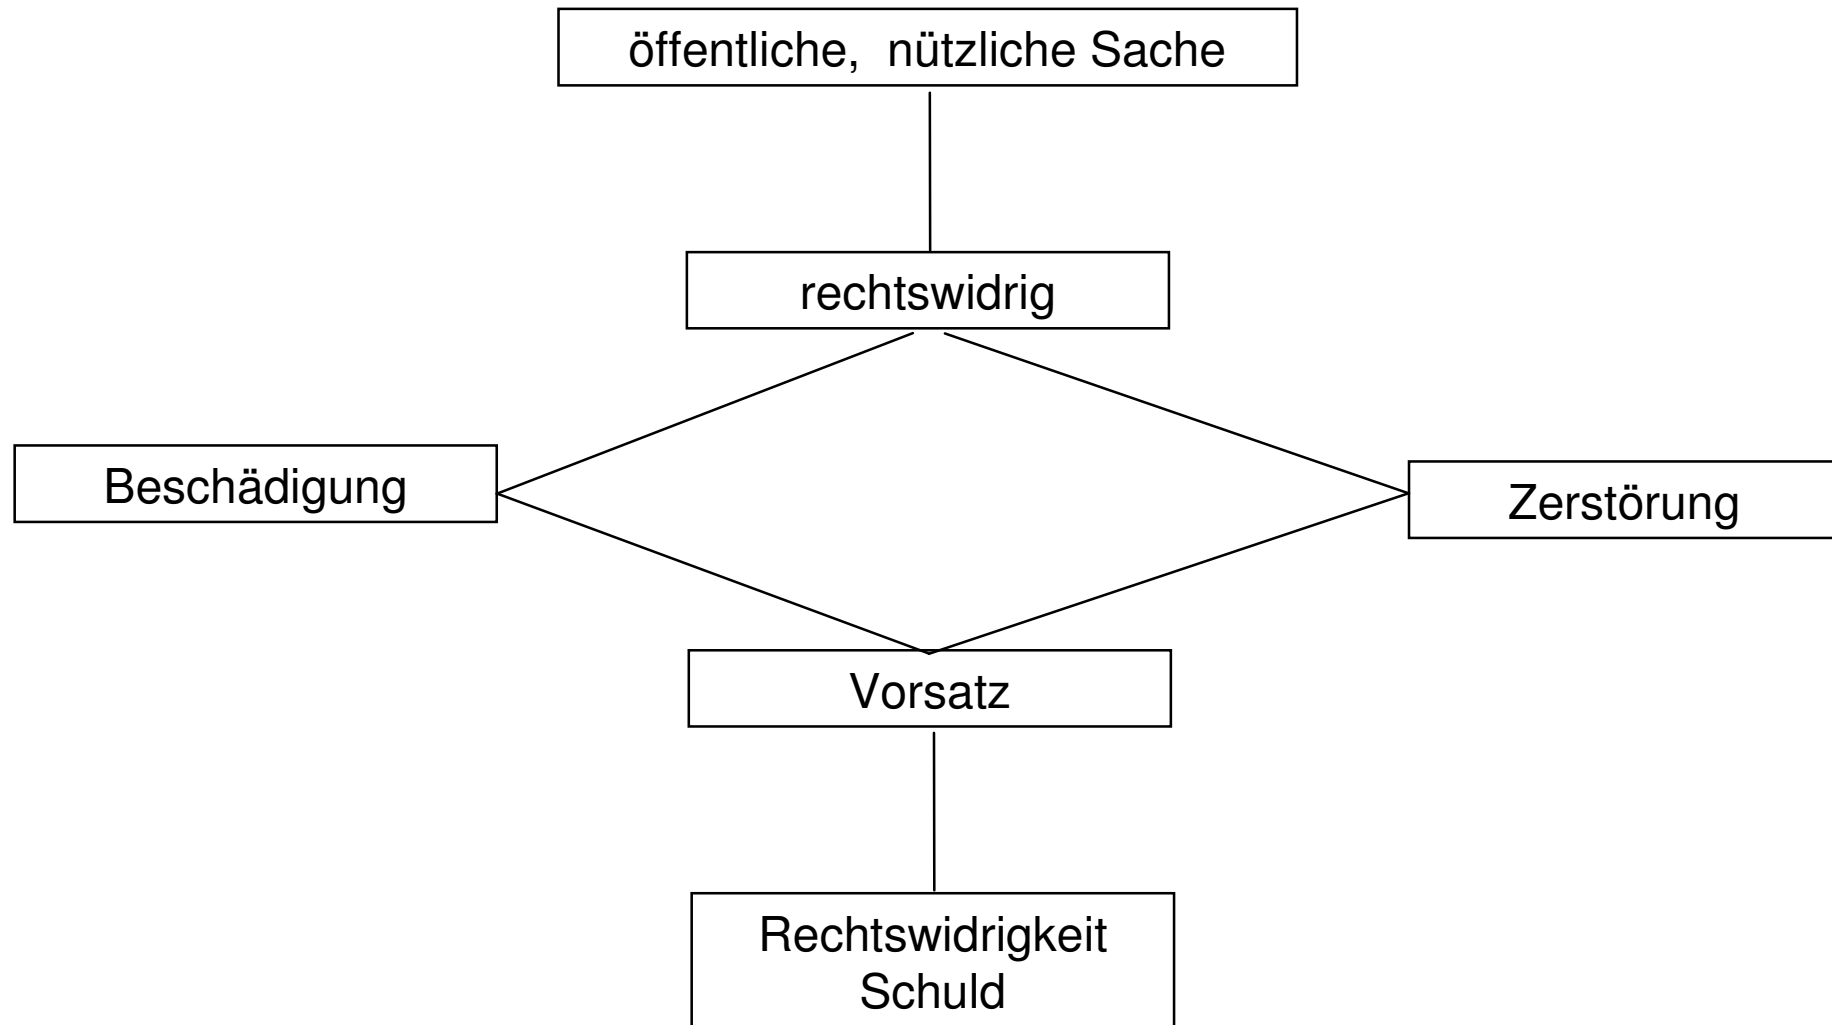 öffentliche, nützliche Sache
rechtswidrig
Beschädigung
Zerstörung
Vorsatz
Rechtswidrigkeit
Schuld